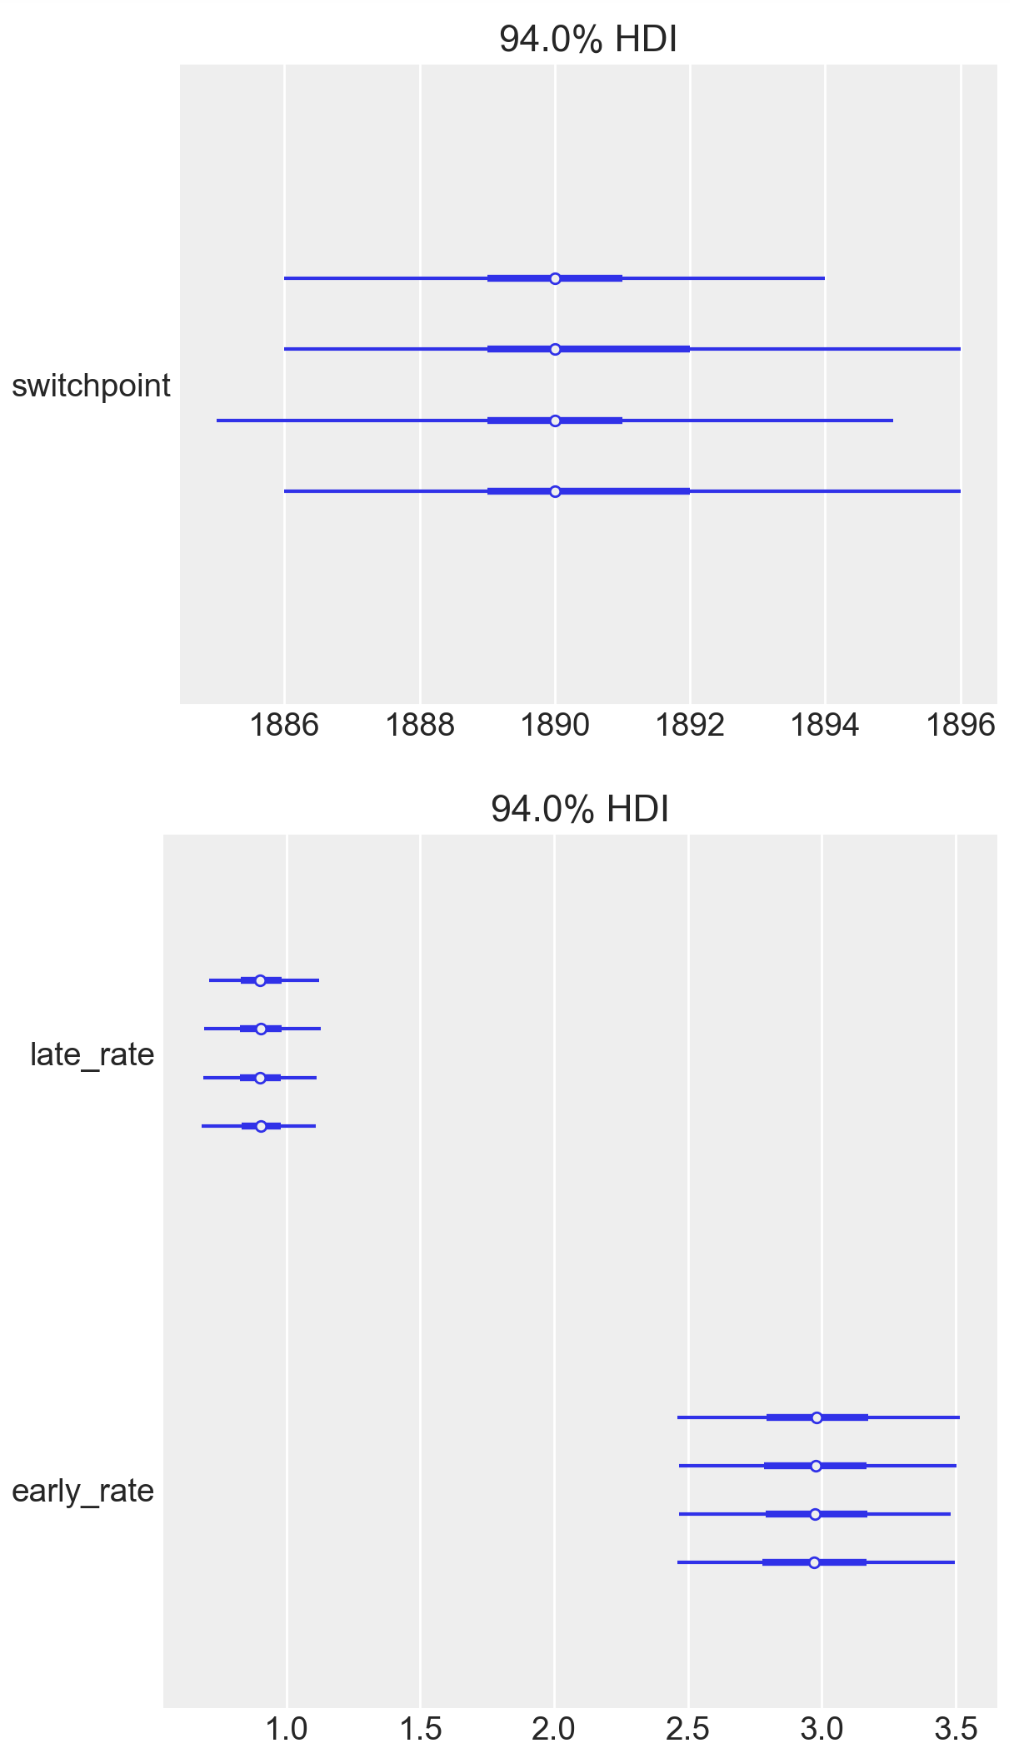 94.0% HDI
switchpoint
1886 1888 1890 1892 1894 1896
94.0% HDI
late_rate
early_rate
1.0 1.5 2.0 2.5 3.0 3.5